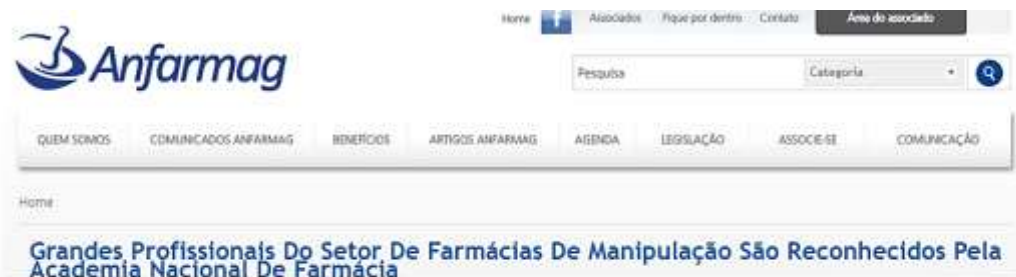 Home f Associados Fique por dentro Contato Área do associado
Anfarmag
Pesquisa Categoria
QUEM SOMOS COMUNICADOS ANFARMAG BENEFÍCIOS ARTIGOS ANFARMAG AGENDA LEGISLAÇÃO ASSOCIE-SE COMUNICAÇÃO
Home
Grandes Profissionais Do Setor De Farmácias De Manipulação São Reconhecidos Pela
Academia Nacional De Farmácia